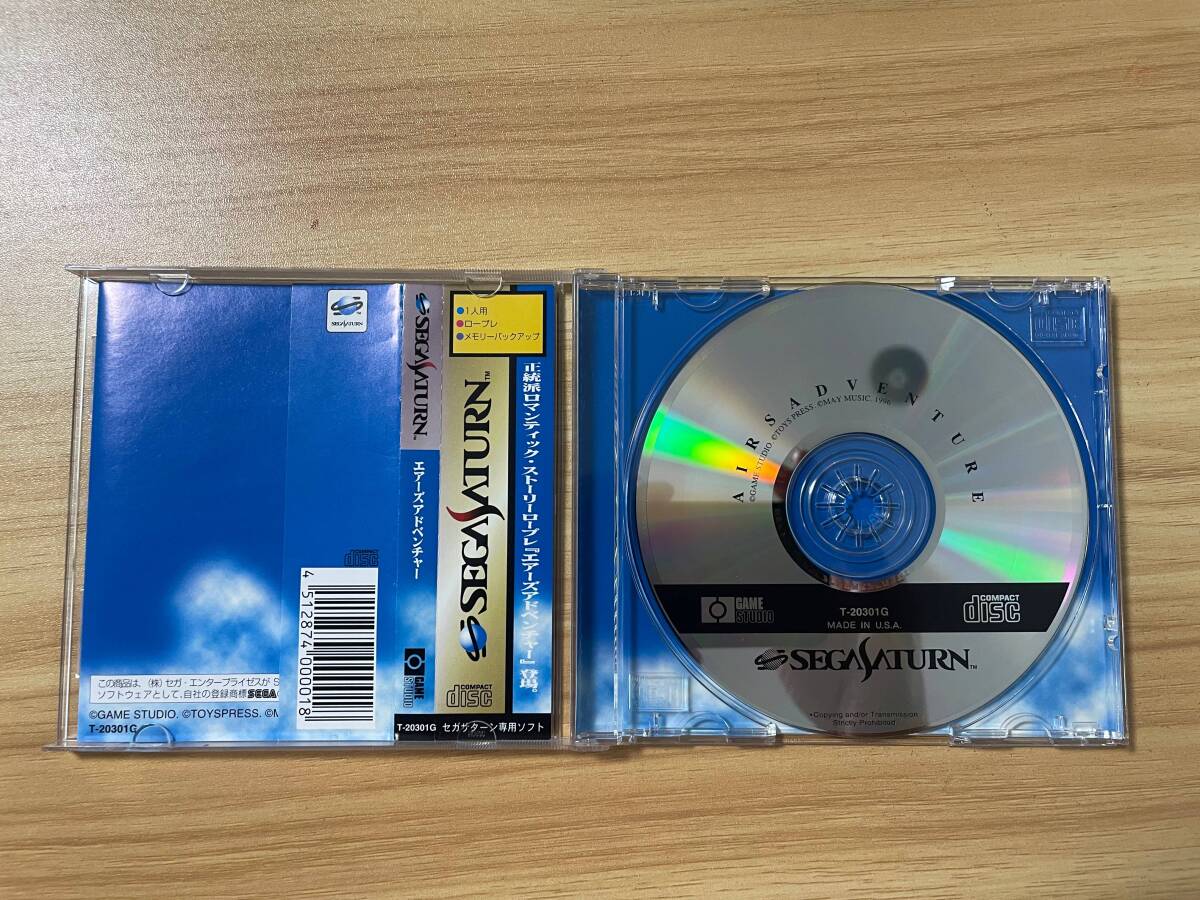 SEGA SATURN
COMPACT
disc
4 512874 000018
この商品は、(株)セガ・エンタープライゼスが S
ソフトウェアとして、自社の登録商標 SEGA
©GAME STUDIO. ©TOYSPRESS. ©M
T-20301G
SEGA SATURN™
エアーズアドベンチャー
GAME
STUDIO
●1人用
●ロープレ
●メモリーバックアップ
SEGA SATURN™
COMPACT
disc
正統派ロマンティック・ストーリーロープレ『エアーズアドベンチャー』登場。
T-20301G セガサターン専用ソフト
AIRS ADVENTURE
©GAME STUDIO. ©TOYS PRESS. ©MAY MUSIC. 1996
GAME
STUDIO
T-20301G
MADE IN U.S.A.
COMPACT
disc
SEGA SATURN™
•Copying and/or Transmission
Strictly Prohibited